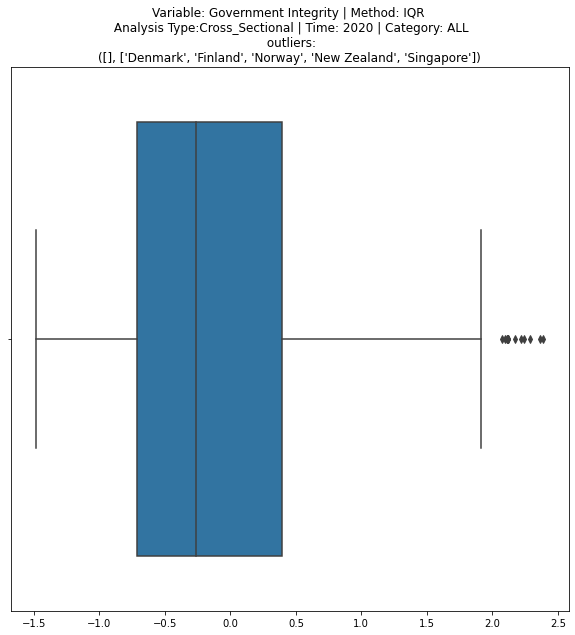 Variable: Government Integrity | Method: IQR
Analysis Type:Cross_Sectional | Time: 2020 | Category: ALL
outliers:
([], ['Denmark', 'Finland', 'Norway', 'New Zealand', 'Singapore'])
−1.5 −1.0 −0.5 0.0 0.5 1.0 1.5 2.0 2.5